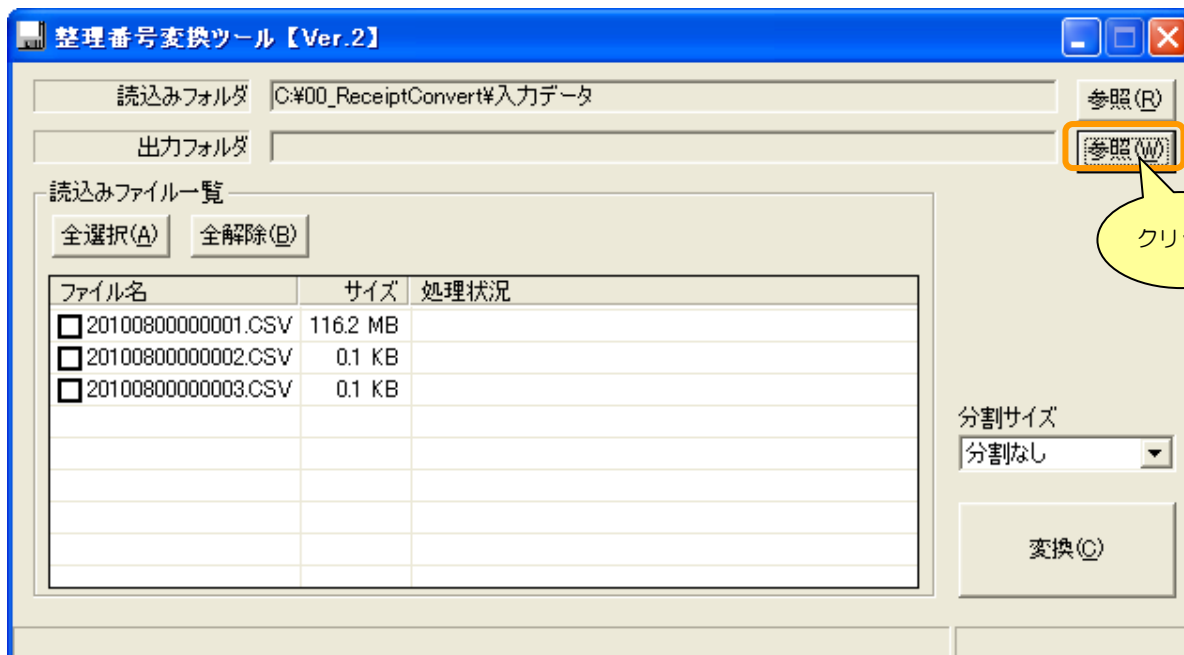 整理番号変換ツール【Ver.2】
読込みフォルダ C:¥00_ReceiptConvert¥入力データ 参照(R)
出力フォルダ 参照(W)
クリ
読込みファイル一覧
全選択(A) 全解除(B)
ファイル名 サイズ 処理状況
20100800000001.CSV 116.2 MB
20100800000002.CSV 0.1 KB
20100800000003.CSV 0.1 KB
分割サイズ
分割なし
変換(C)